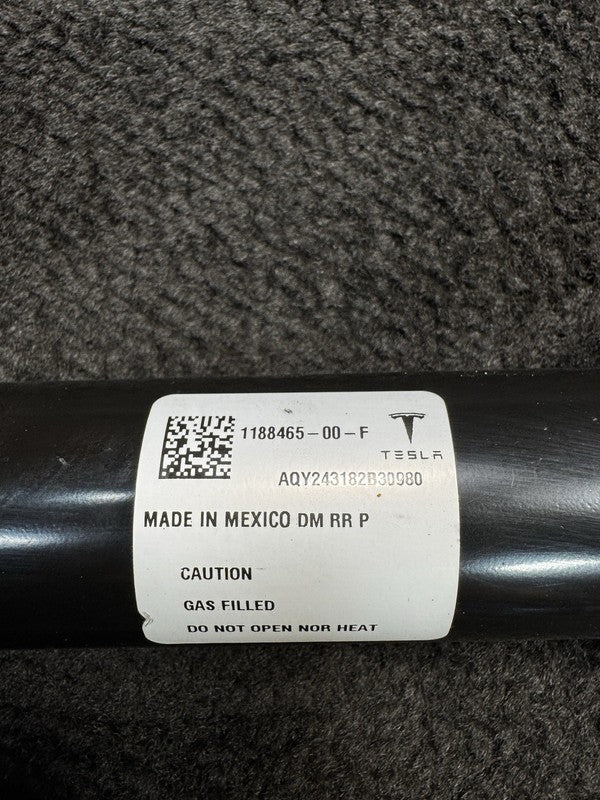 1188465-00-F
TESLA
AQY243182B30980
MADE IN MEXICO DM RR P
CAUTION
GAS FILLED
DO NOT OPEN NOR HEAT